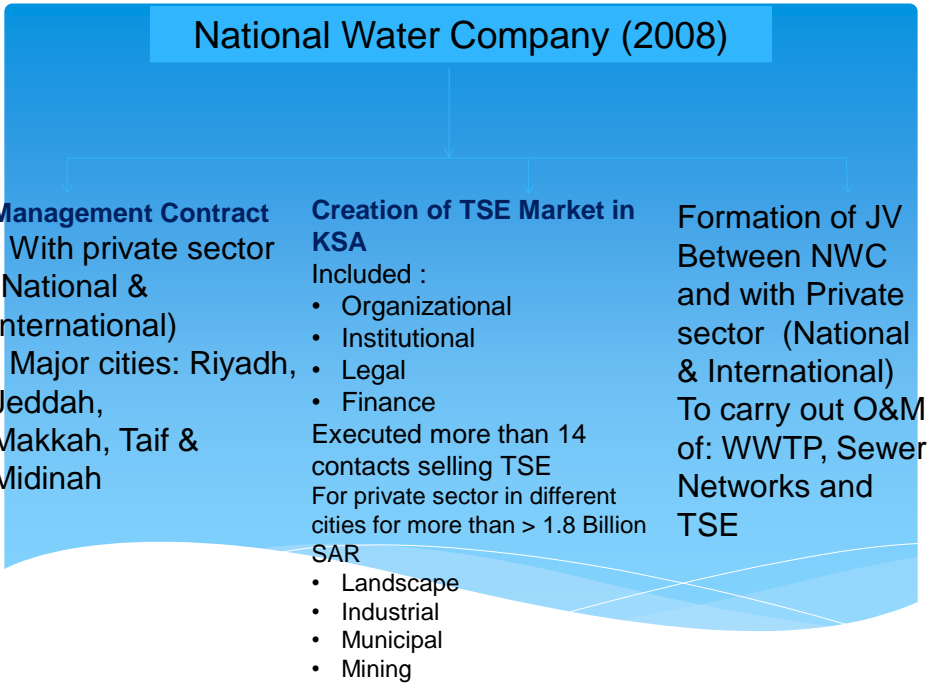 National Water Company (2008)
Management Contract
With private sector
National &
International)
Major cities: Riyadh,
Jeddah,
Makkah, Taif &
Midinah
Creation of TSE Market in
KSA
Included :
• Organizational
• Institutional
• Legal
• Finance
Executed more than 14
contacts selling TSE
For private sector in different
cities for more than > 1.8 Billion
SAR
• Landscape
• Industrial
• Municipal
• Mining
Formation of JV
Between NWC
and with Private
sector (National
& International)
To carry out O&M
of: WWTP, Sewer
Networks and
TSE